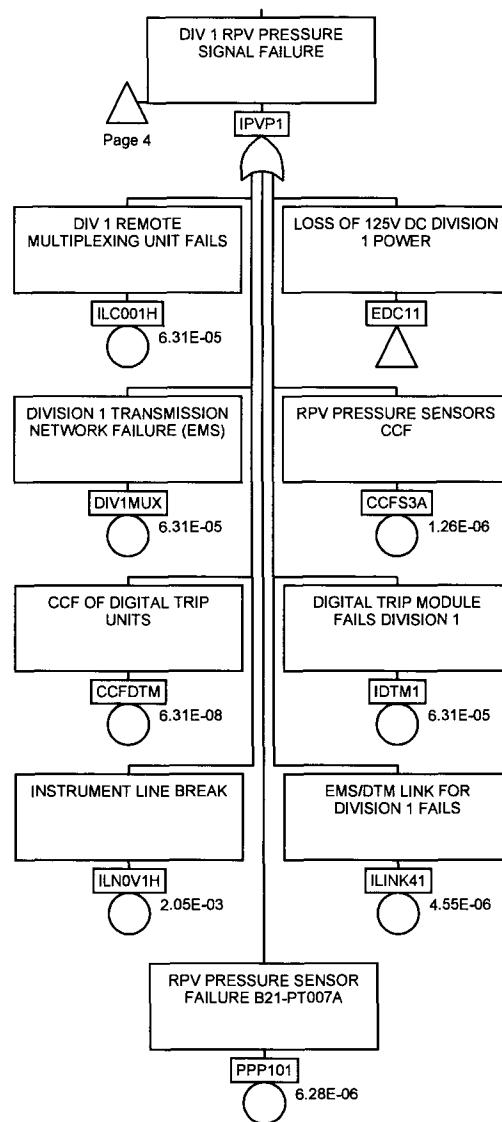 DIV 1 RPV PRESSURE
SIGNAL FAILURE
Page 4
IPVP1
DIV 1 REMOTE
MULTIPLEXING UNIT FAILS
ILC001H
6.31E-05
LOSS OF 125V DC DIVISION
1 POWER
EDC11
DIVISION 1 TRANSMISSION
NETWORK FAILURE (EMS)
DIV1MUX
6.31E-05
RPV PRESSURE SENSORS
CCF
CCFS3A
1.26E-06
CCF OF DIGITAL TRIP
UNITS
CCFDTM
6.31E-08
DIGITAL TRIP MODULE
FAILS DIVISION 1
IDTM1
6.31E-05
INSTRUMENT LINE BREAK
ILN0V1H
2.05E-03
EMS/DTM LINK FOR
DIVISION 1 FAILS
ILINK41
4.55E-06
RPV PRESSURE SENSOR
FAILURE B21-PT007A
PPP101
6.28E-06